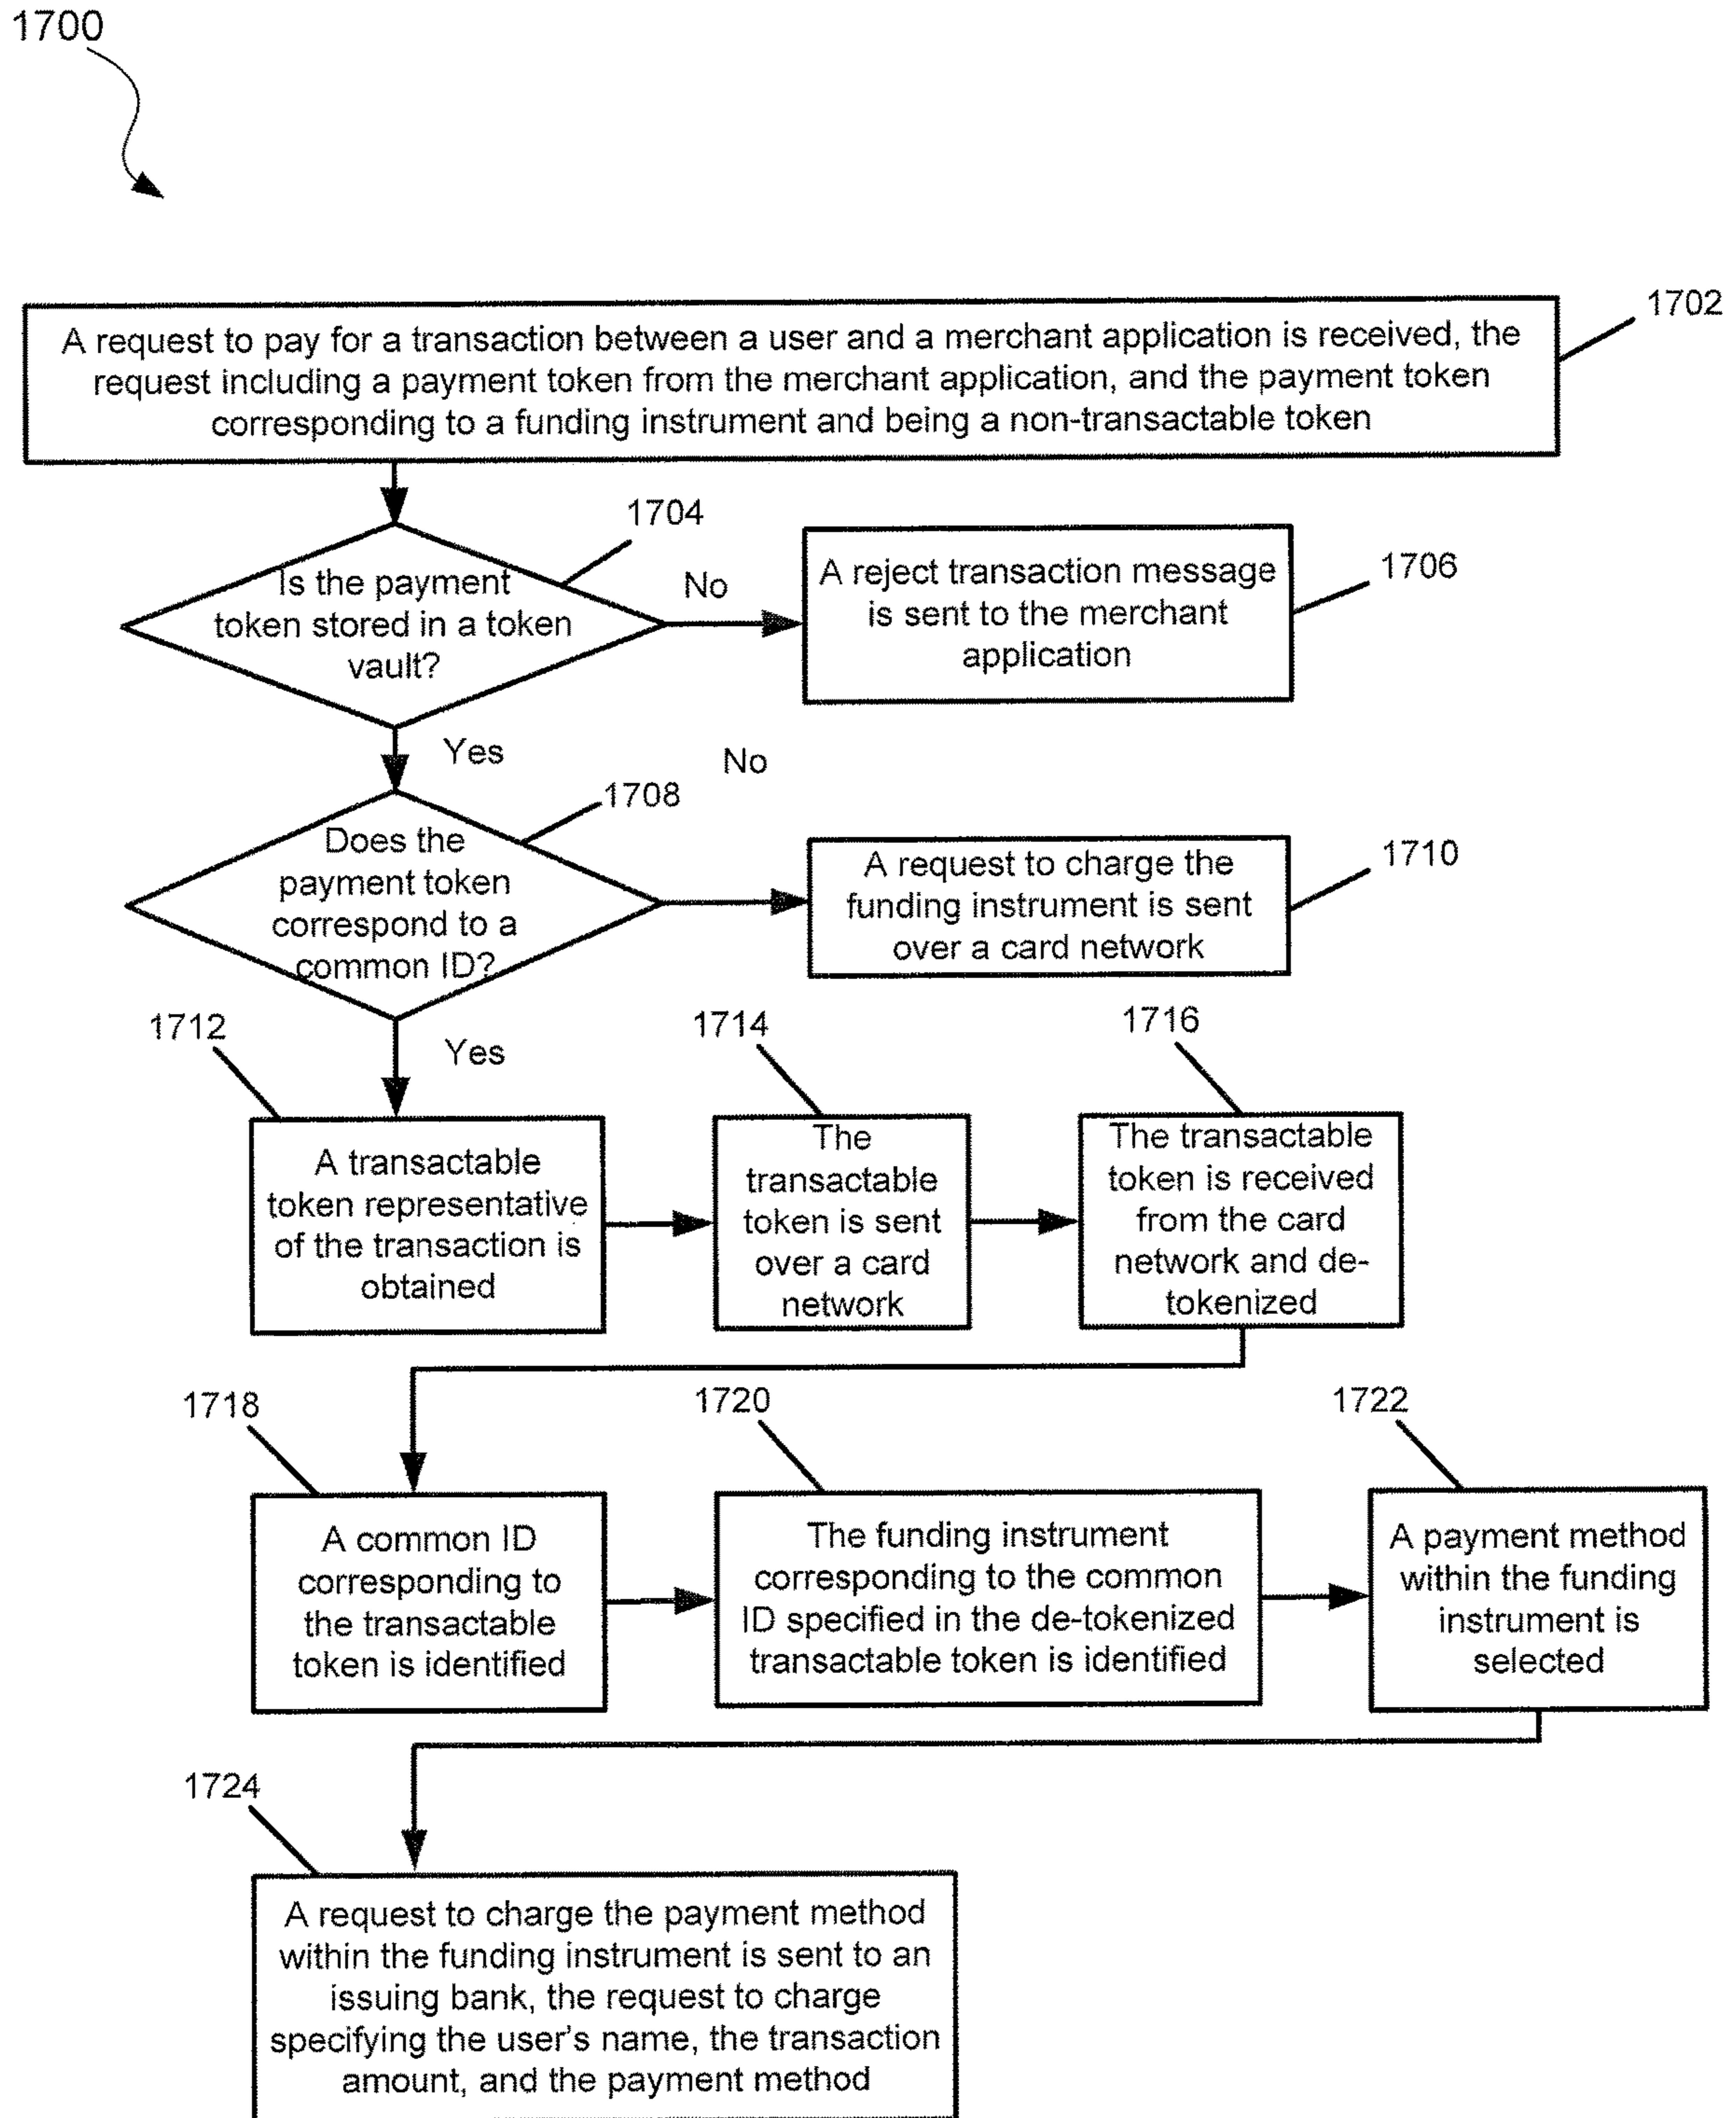 1700
1702
A request to pay for a transaction between a user and a merchant application is received, the
request including a payment token from the merchant application, and the payment token
corresponding to a funding instrument and being a non-transactable token
1704
Is the payment
token stored in a token
vault?
No
A reject transaction message
is sent to the merchant
application
1706
Yes
No
1708
Does the
payment token
correspond to a
common ID?
A request to charge the
funding instrument is sent
over a card network
1710
Yes
1712
A transactable
token representative
of the transaction is
obtained
1714
The
transactable
token is sent
over a card
network
1716
The transactable
token is received
from the card
network and de-
tokenized
1718
A common ID
corresponding to
the transactable
token is identified
1720
The funding instrument
corresponding to the common
ID specified in the de-tokenized
transactable token is identified
1722
A payment method
within the funding
instrument is
selected
1724
A request to charge the payment method
within the funding instrument is sent to an
issuing bank, the request to charge
specifying the user's name, the transaction
amount, and the payment method